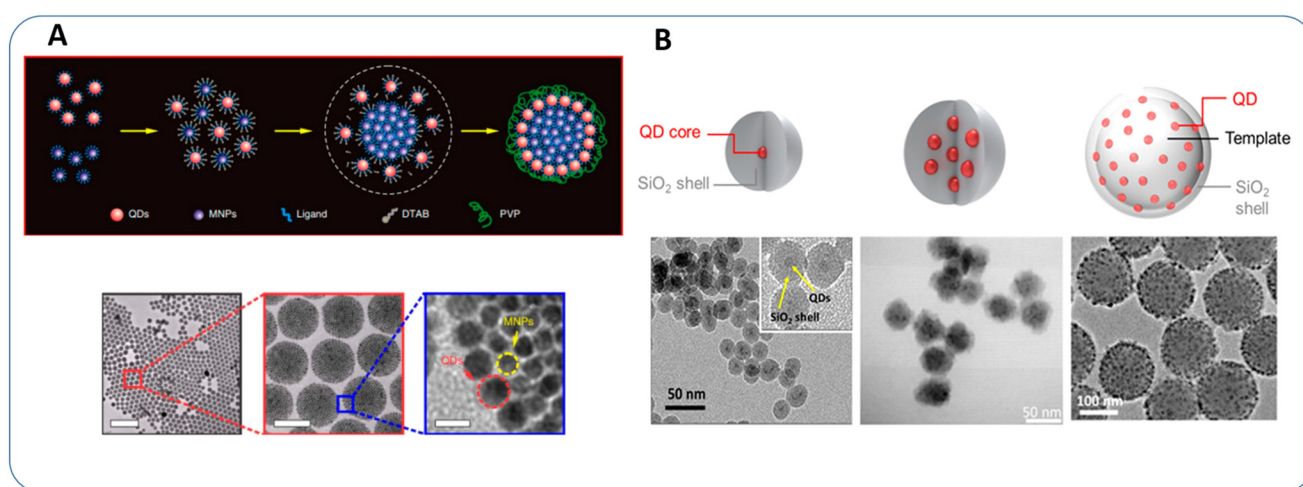 A
QDs
MNPs
Ligand
DTAB
PVP
MNPs
QDs
B
QD core
SiO₂ shell
QD
Template
SiO₂
shell
QDs
SiO₂ shell
50 nm
50 nm
100 nm